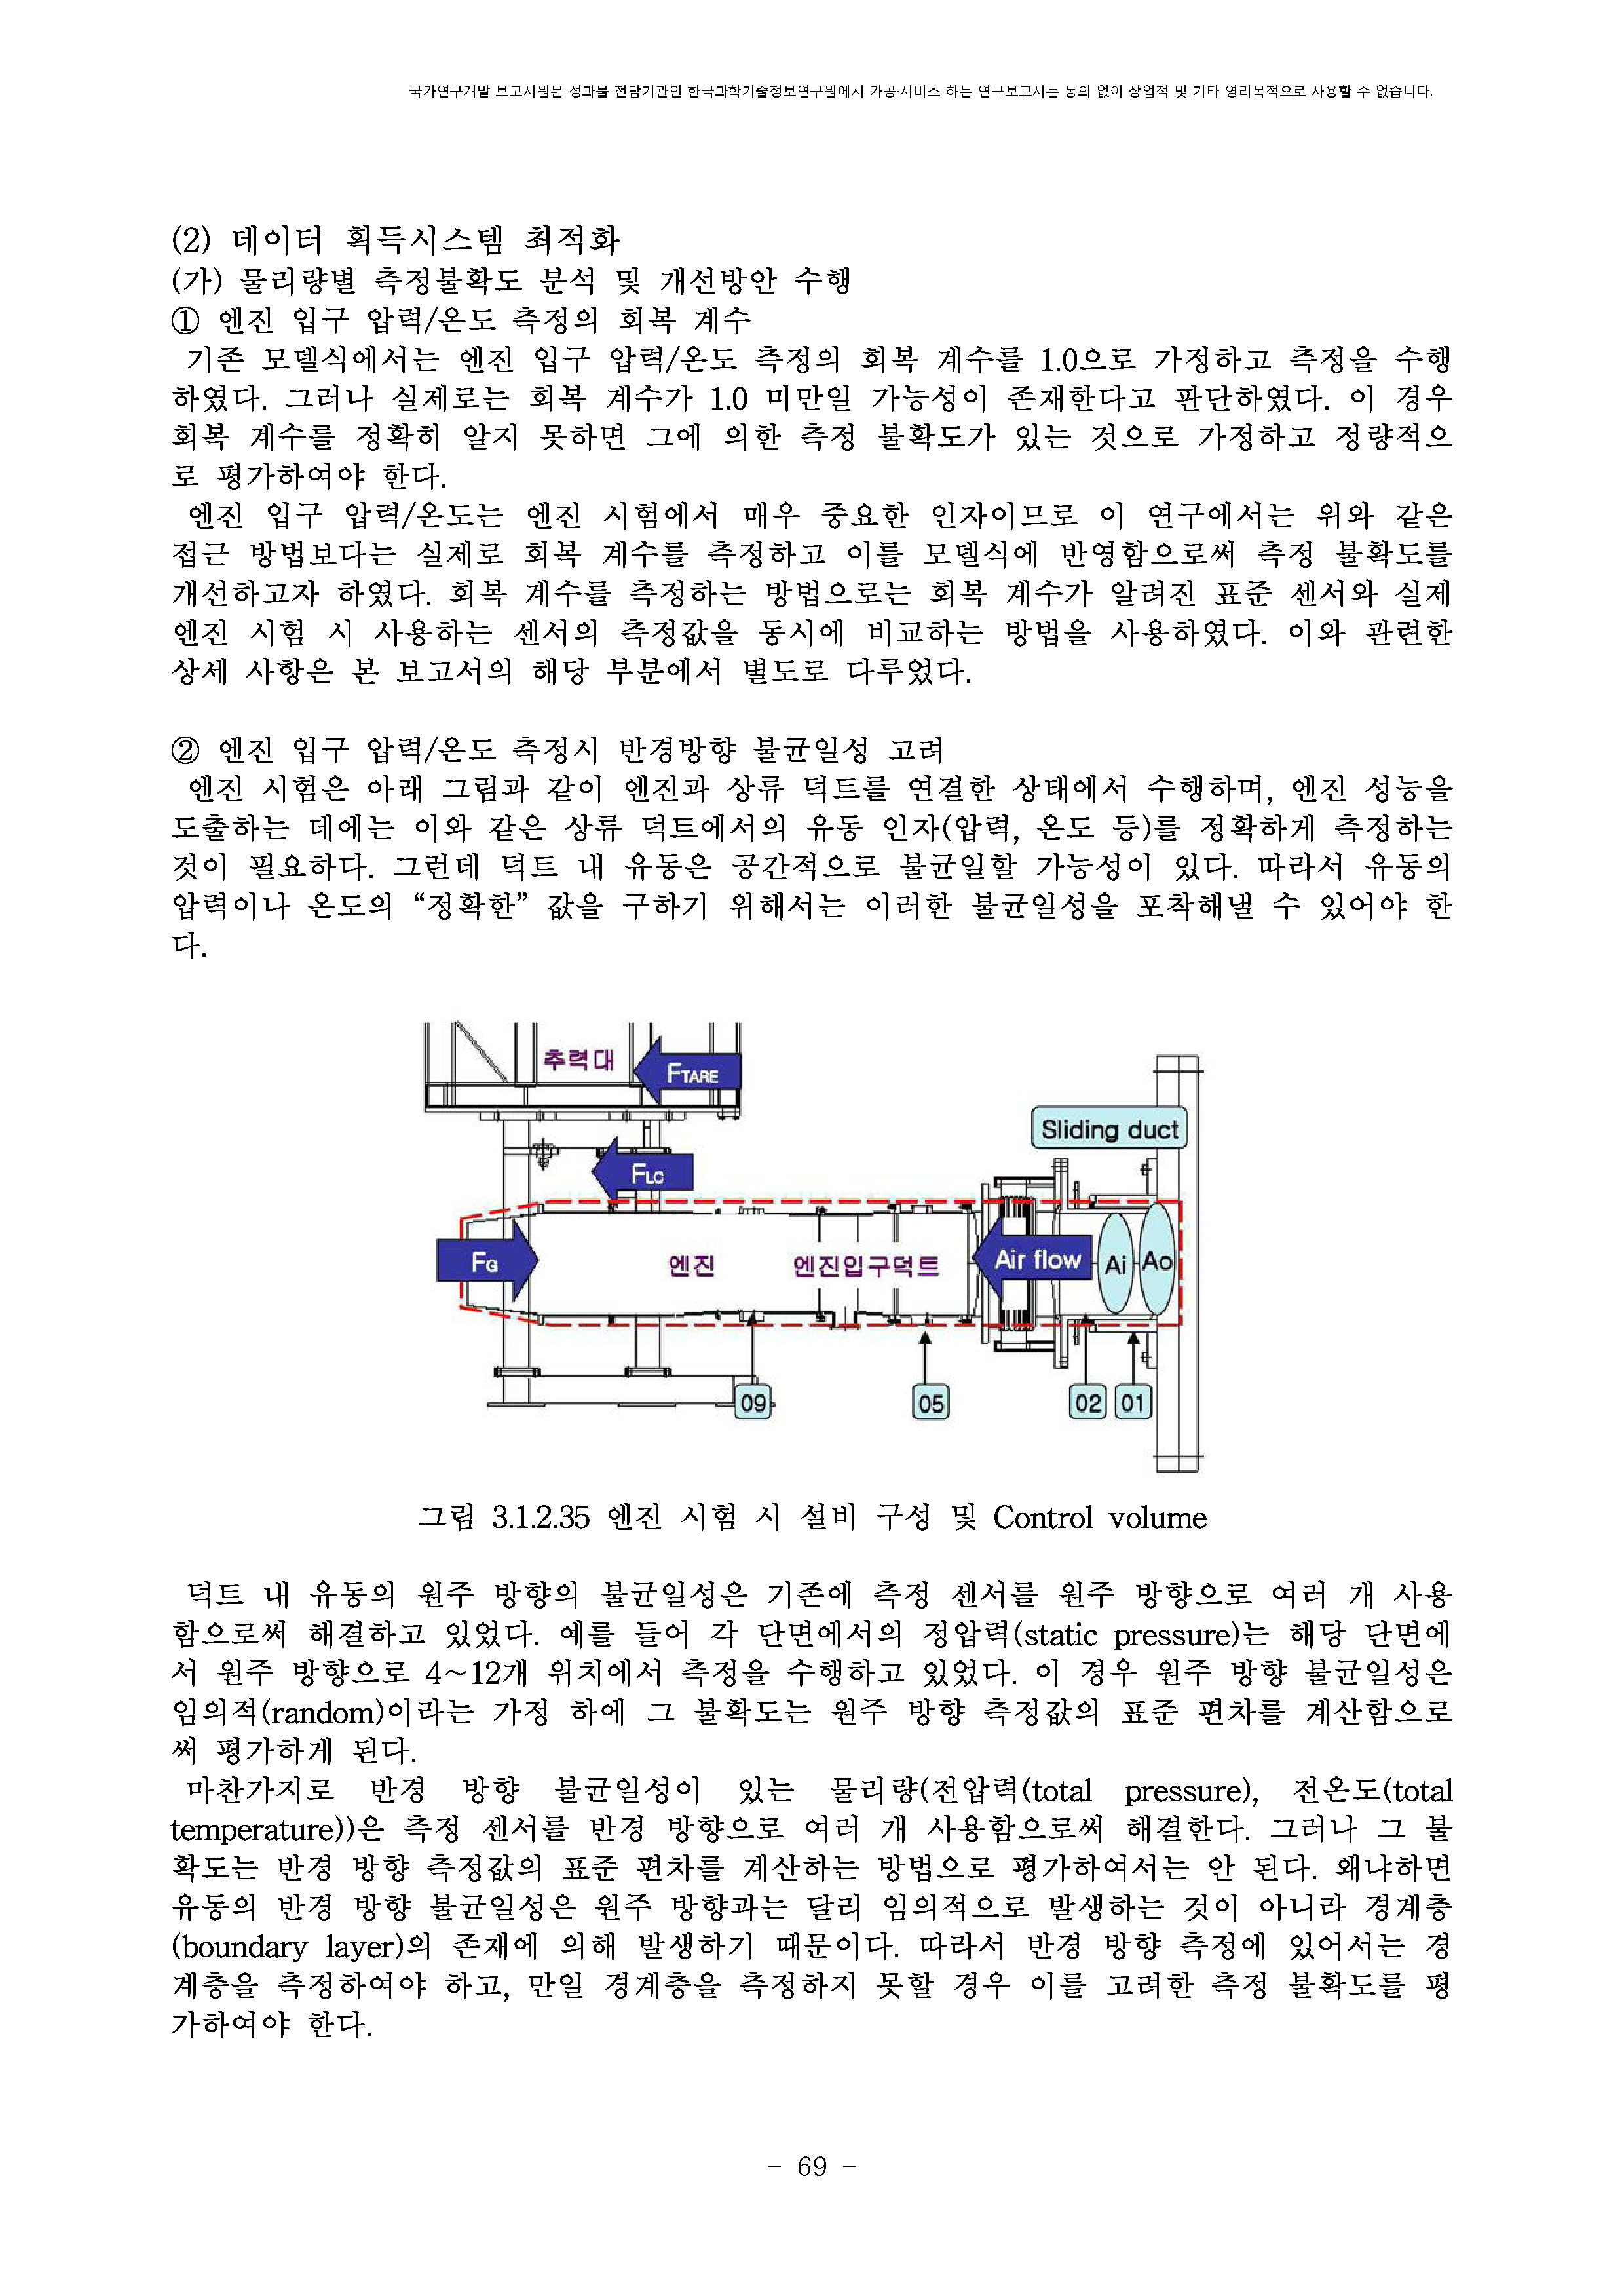 국가연구개발 보고서원문 성과물 전담기관인 한국과학기술정보연구원에서 가공·서비스 하는 연구보고서는 동의 없이 상업적 및 기타 영리목적으로 사용할 수 없습니다.
(2) 데이터 획득시스템 최적화
(가) 물리량별 측정불확도 분석 및 개선방안 수행
① 엔진 입구 압력/온도 측정의 회복 계수
기존 모델식에서는 엔진 입구 압력/온도 측정의 회복 계수를 1.0으로 가정하고 측정을 수행
하였다. 그러나 실제로는 회복 계수가 1.0 미만일 가능성이 존재한다고 판단하였다. 이 경우
회복 계수를 정확히 알지 못하면 그에 의한 측정 불확도가 있는 것으로 가정하고 정량적으
로 평가하여야 한다.
엔진 입구 압력/온도는 엔진 시험에서 매우 중요한 인자이므로 이 연구에서는 위와 같은
접근 방법보다는 실제로 회복 계수를 측정하고 이를 모델식에 반영함으로써 측정 불확도를
개선하고자 하였다. 회복 계수를 측정하는 방법으로는 회복 계수가 알려진 표준 센서와 실제
엔진 시험 시 사용하는 센서의 측정값을 동시에 비교하는 방법을 사용하였다. 이와 관련한
상세 사항은 본 보고서의 해당 부분에서 별도로 다루었다.
② 엔진 입구 압력/온도 측정시 반경방향 불균일성 고려
엔진 시험은 아래 그림과 같이 엔진과 상류 덕트를 연결한 상태에서 수행하며, 엔진 성능을
도출하는 데에는 이와 같은 상류 덕트에서의 유동 인자(압력, 온도 등)를 정확하게 측정하는
것이 필요하다. 그런데 덕트 내 유동은 공간적으로 불균일할 가능성이 있다. 따라서 유동의
압력이나 온도의 “정확한” 값을 구하기 위해서는 이러한 불균일성을 포착해낼 수 있어야 한
다.
추력대
FTARE
Sliding duct
FLC
FG
엔진
엔진입구덕트
Air flow
Ai
Ao
09
05
02
01
그림 3.1.2.35 엔진 시험 시 설비 구성 및 Control volume
덕트 내 유동의 원주 방향의 불균일성은 기존에 측정 센서를 원주 방향으로 여러 개 사용
함으로써 해결하고 있었다. 예를 들어 각 단면에서의 정압력(static pressure)는 해당 단면에
서 원주 방향으로 4~12개 위치에서 측정을 수행하고 있었다. 이 경우 원주 방향 불균일성은
임의적(random)이라는 가정 하에 그 불확도는 원주 방향 측정값의 표준 편차를 계산함으로
써 평가하게 된다.
마찬가지로 반경 방향 불균일성이 있는 물리량(전압력(total pressure), 전온도(total
temperature))은 측정 센서를 반경 방향으로 여러 개 사용함으로써 해결한다. 그러나 그 불
확도는 반경 방향 측정값의 표준 편차를 계산하는 방법으로 평가하여서는 안 된다. 왜냐하면
유동의 반경 방향 불균일성은 원주 방향과는 달리 임의적으로 발생하는 것이 아니라 경계층
(boundary layer)의 존재에 의해 발생하기 때문이다. 따라서 반경 방향 측정에 있어서는 경
계층을 측정하여야 하고, 만일 경계층을 측정하지 못할 경우 이를 고려한 측정 불확도를 평
가하여야 한다.
- 69 -